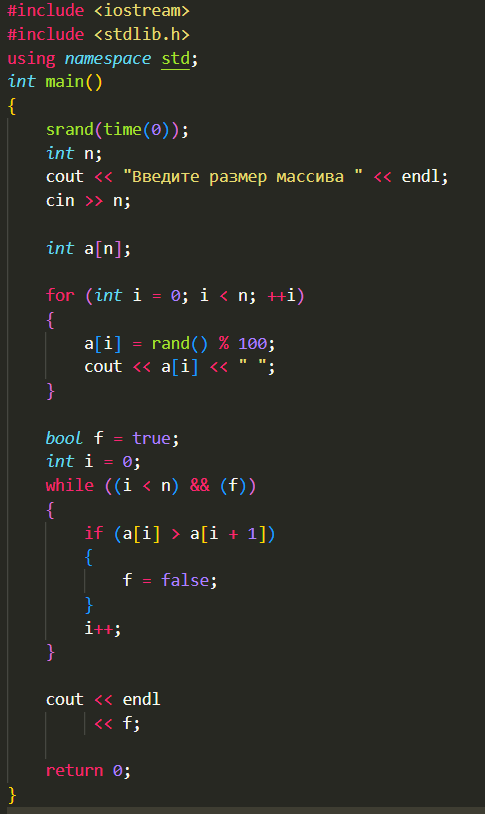 #include <iostream>
#include <stdlib.h>
using namespace std;
int main()
{
    srand(time(0));
    int n;
    cout << "Введите размер массива " << endl;
    cin >> n;

    int a[n];

    for (int i = 0; i < n; ++i)
    {
        a[i] = rand() % 100;
        cout << a[i] << " ";
    }

    bool f = true;
    int i = 0;
    while ((i < n) && (f))
    {
        if (a[i] > a[i + 1])
        {
            f = false;
        }
        i++;
    }

    cout << endl
         << f;

    return 0;
}